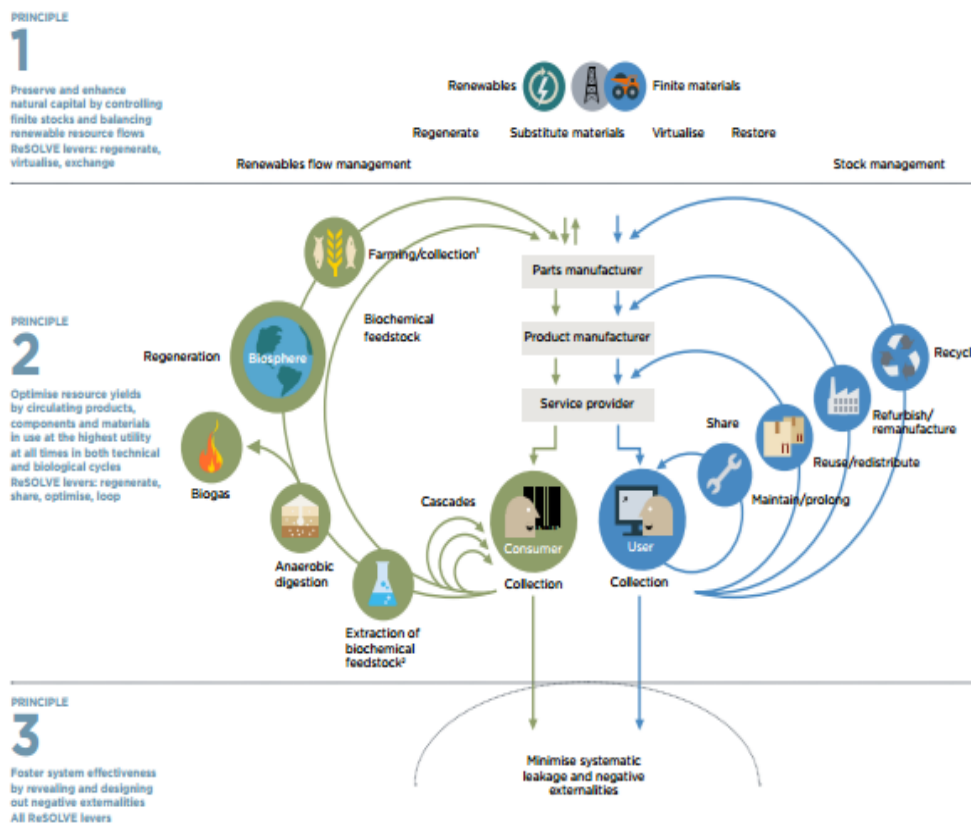 PRINCIPLE
1
Preserve and enhance
natural capital by controlling
finite stocks and balancing
renewable resource flows
ReSOLVE levers: regenerate,
virtualise, exchange
Renewables
Finite materials
Regenerate
Substitute materials
Virtualise
Restore
Renewables flow management
Stock management
PRINCIPLE
2
Optimise resource yields
by circulating products,
components and materials
in use at the highest utility
at all times in both technical
and biological cycles
ReSOLVE levers: regenerate,
share, optimise, loop
Farming/collection¹
Biochemical
feedstock
Regeneration
Biosphere
Biogas
Anaerobic
digestion
Extraction of
biochemical
feedstock²
Cascades
Parts manufacturer
Product manufacturer
Service provider
Consumer
Collection
User
Collection
Share
Maintain/prolong
Reuse/redistribute
Refurbish/
remanufacture
Recycl
PRINCIPLE
3
Foster system effectiveness
by revealing and designing
out negative externalities
All ReSOLVE levers
Minimise systematic
leakage and negative
externalities